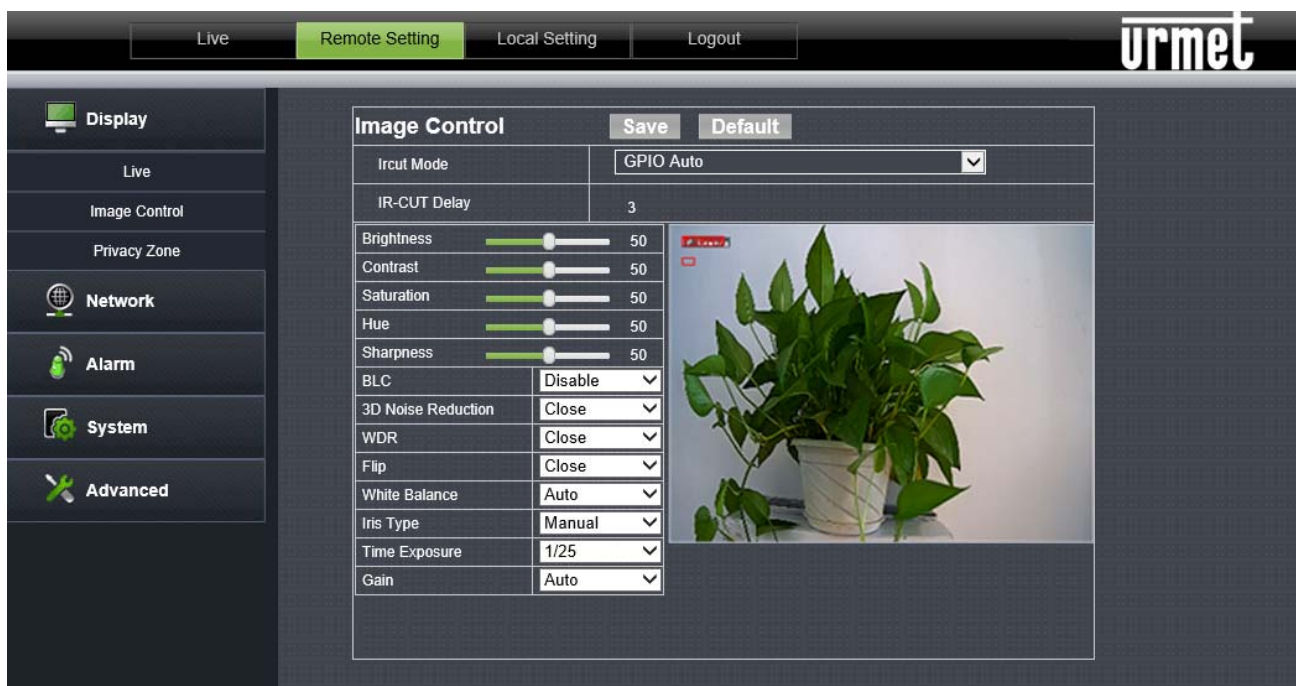 Live Remote Setting Local Setting Logout
urmet
Display
Live
Image Control
Privacy Zone
Network
Alarm
System
Advanced
Image Control Save Default
Ircut Mode GPIO Auto
IR-CUT Delay 3
Brightness 50
Contrast 50
Saturation 50
Hue 50
Sharpness 50
BLC Disable
3D Noise Reduction Close
WDR Close
Flip Close
White Balance Auto
Iris Type Manual
Time Exposure 1/25
Gain Auto